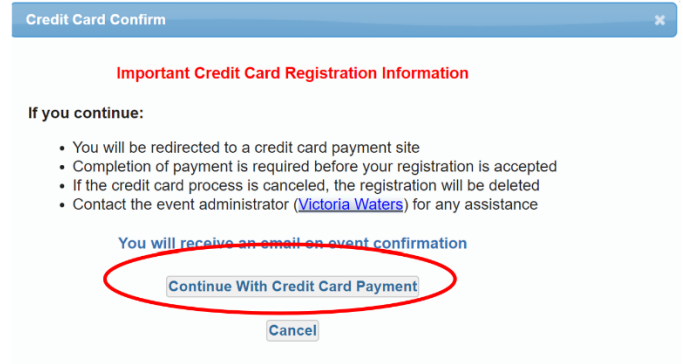 Credit Card Confirm
Important Credit Card Registration Information
If you continue:
• You will be redirected to a credit card payment site
• Completion of payment is required before your registration is accepted
• If the credit card process is canceled, the registration will be deleted
• Contact the event administrator (Victoria Waters) for any assistance
You will receive an email on event confirmation
Continue With Credit Card Payment
Cancel